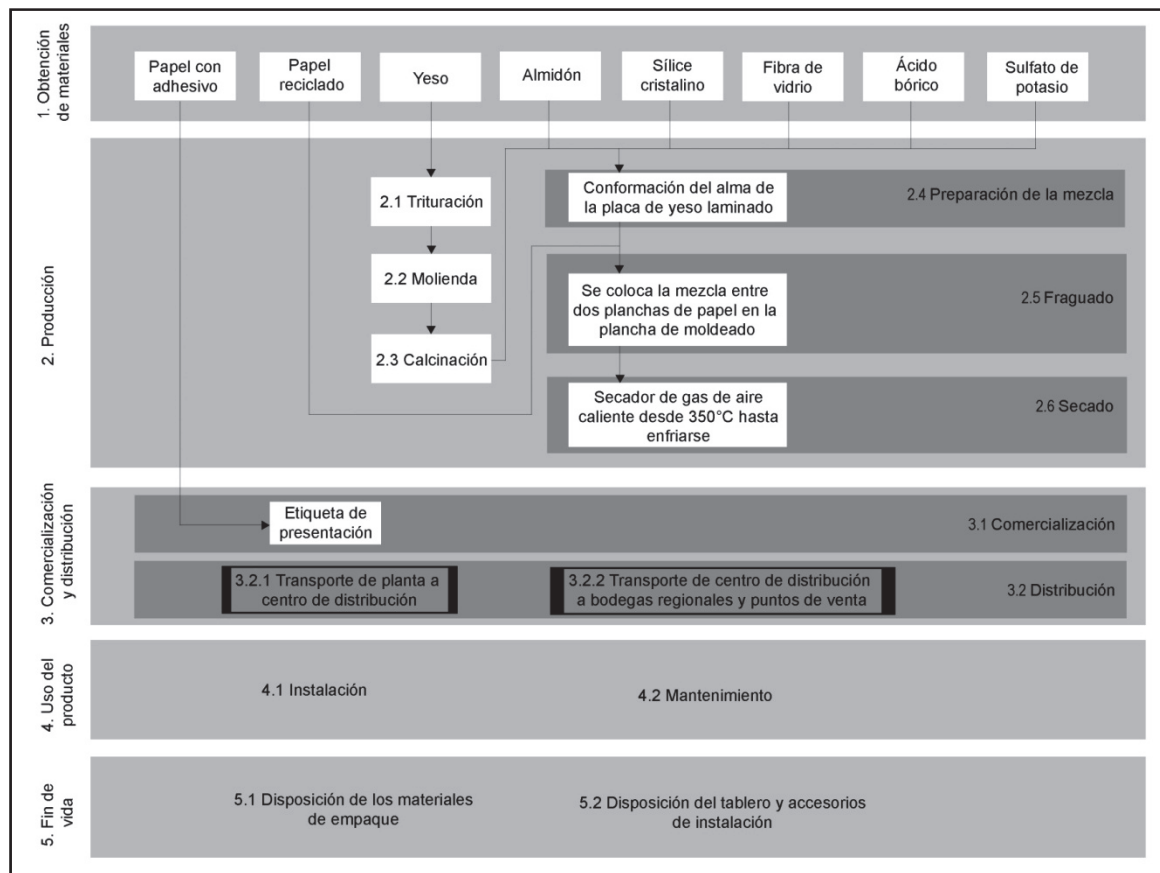 1. Obtención
de materiales
Papel con
adhesivo
Papel
reciclado
Yeso
Almidón
Sílice
cristalino
Fibra de
vidrio
Ácido
bórico
Sulfato de
potasio
2. Producción
2.1 Trituración
2.2 Molienda
2.3 Calcinación
Conformación del alma de
la placa de yeso laminado
2.4 Preparación de la mezcla
Se coloca la mezcla entre
dos planchas de papel en la
plancha de moldeado
2.5 Fraguado
Secador de gas de aire
caliente desde 350°C hasta
enfriarse
2.6 Secado
3. Comercialización
y distribución
Etiqueta de
presentación
3.1 Comercialización
3.2.1 Transporte de planta a
centro de distribución
3.2.2 Transporte de centro de distribución
a bodegas regionales y puntos de venta
3.2 Distribución
4. Uso del
producto
4.1 Instalación
4.2 Mantenimiento
5. Fin de
vida
5.1 Disposición de los materiales
de empaque
5.2 Disposición del tablero y accesorios
de instalación